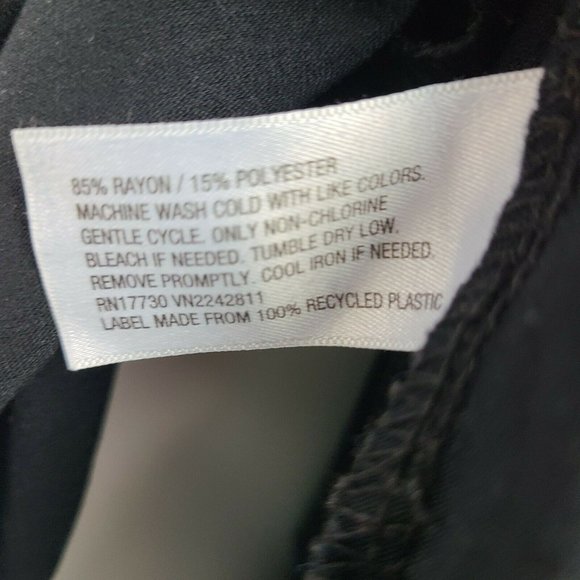 85% RAYON / 15% POLYESTER
MACHINE WASH COLD WITH LIKE COLORS.
GENTLE CYCLE. ONLY NON-CHLORINE
BLEACH IF NEEDED. TUMBLE DRY LOW.
REMOVE PROMPTLY. COOL IRON IF NEEDED.
RN17730 VN2242811
LABEL MADE FROM 100% RECYCLED PLASTIC